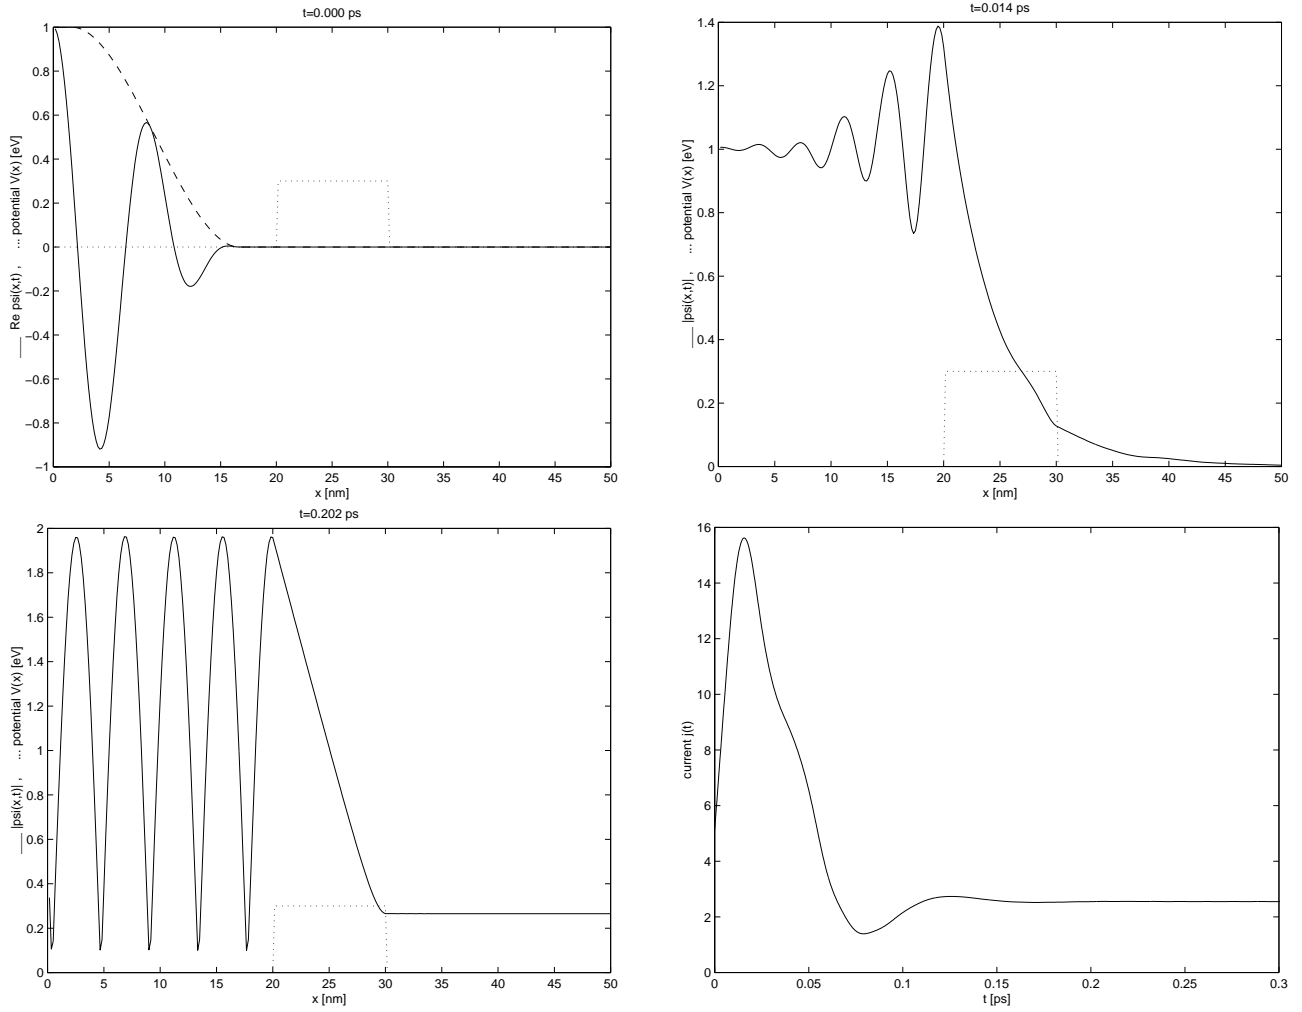 t=0.000 ps
1
0.8
0.6
0.4
0.2
0
−0.2
−0.4
−0.6
−0.8
−1
___ Re psi(x,t) , ... potential V(x) [eV]
0 5 10 15 20 25 30 35 40 45 50
x [nm]
t=0.014 ps
1.4
1.2
1
0.8
0.6
0.4
0.2
0
___ |psi(x,t)| , ... potential V(x) [eV]
0 5 10 15 20 25 30 35 40 45 50
x [nm]
t=0.202 ps
2
1.8
1.6
1.4
1.2
1
0.8
0.6
0.4
0.2
0
___ |psi(x,t)| , ... potential V(x) [eV]
0 5 10 15 20 25 30 35 40 45 50
x [nm]
16
14
12
10
8
6
4
2
0
current j(t)
0 0.05 0.1 0.15 0.2 0.25 0.3
t [ps]